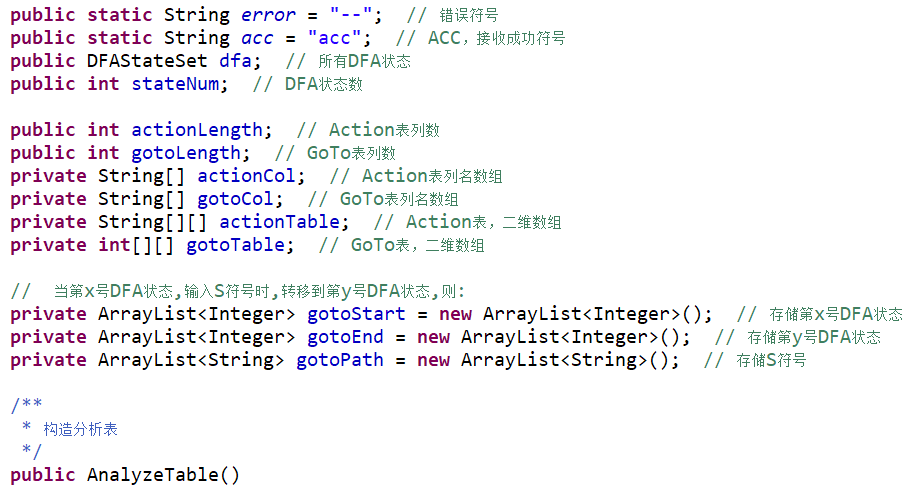 public static String error = "--";  // 错误符号
public static String acc = "acc";  // ACC，接收成功符号
public DFAStateSet dfa;  // 所有DFA状态
public int stateNum;  // DFA状态数
public int actionLength;  // Action表列数
public int gotoLength;  // GoTo表列数
private String[] actionCol;  // Action表列名数组
private String[] gotoCol;  // GoTo表列名数组
private String[][] actionTable;  // Action表，二维数组
private int[][] gotoTable;  // GoTo表，二维数组
//  当第x号DFA状态,输入S符号时,转移到第y号DFA状态,则:
private ArrayList<Integer> gotoStart = new ArrayList<Integer>();  // 存储第x号DFA状态
private ArrayList<Integer> gotoEnd = new ArrayList<Integer>();  // 存储第y号DFA状态
private ArrayList<String> gotoPath = new ArrayList<String>();  // 存储S符号
/**
 * 构造分析表
 */
public AnalyzeTable()